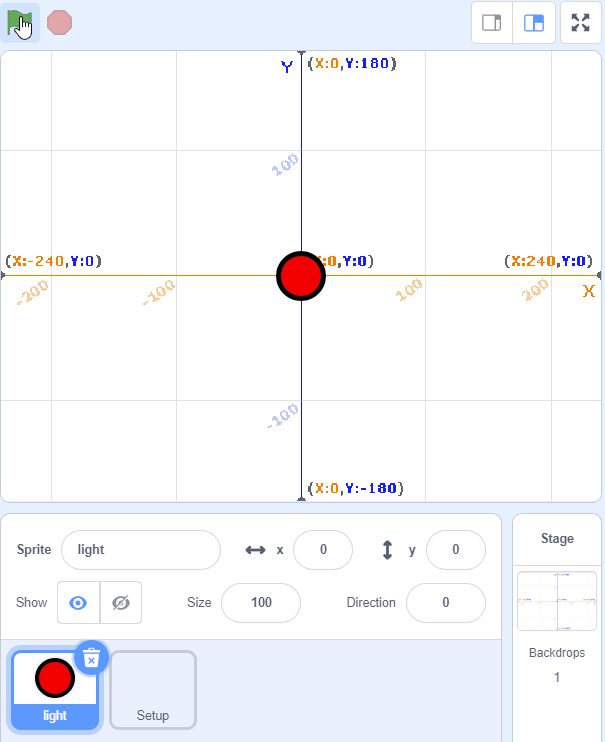 Y
(X:0,Y:180)
100
(X:-240,Y:0)
:0,Y:0)
(X:240,Y:0)
-200
-100
100
200
X
-100
(X:0,Y:-180)
Sprite
light
x
0
y
0
Show
Size
100
Direction
0
light
Setup
Stage
Backdrops
1